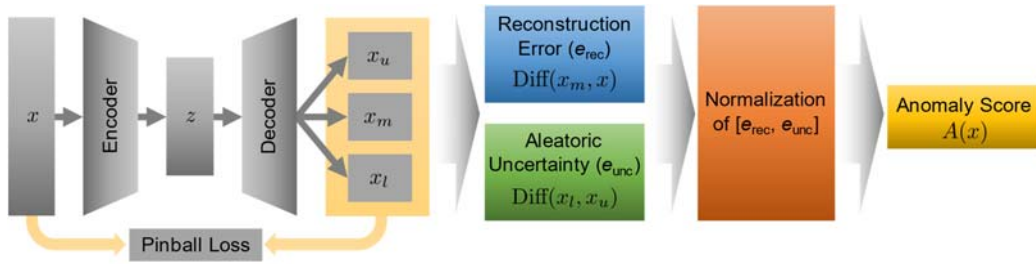 x
Encoder
z
Decoder
x_u
x_m
x_l
Pinball Loss
Reconstruction
Error (e_rec)
Diff(x_m, x)
Aleatoric
Uncertainty (e_unc)
Diff(x_l, x_u)
Normalization
of [e_rec, e_unc]
Anomaly Score
A(x)